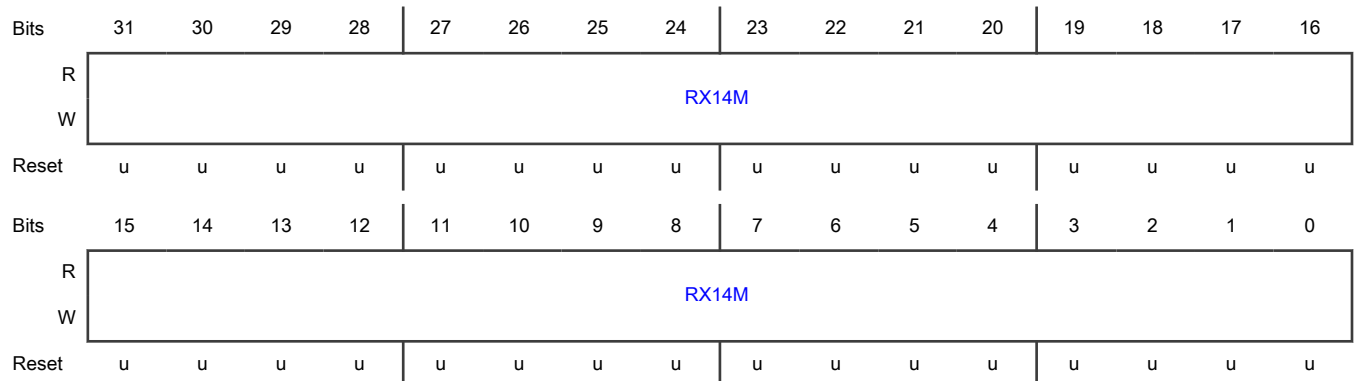 Bits 31 30 29 28 27 26 25 24 23 22 21 20 19 18 17 16
R
RX14M
W
Reset u u u u u u u u u u u u u u u u
Bits 15 14 13 12 11 10 9 8 7 6 5 4 3 2 1 0
R
RX14M
W
Reset u u u u u u u u u u u u u u u u